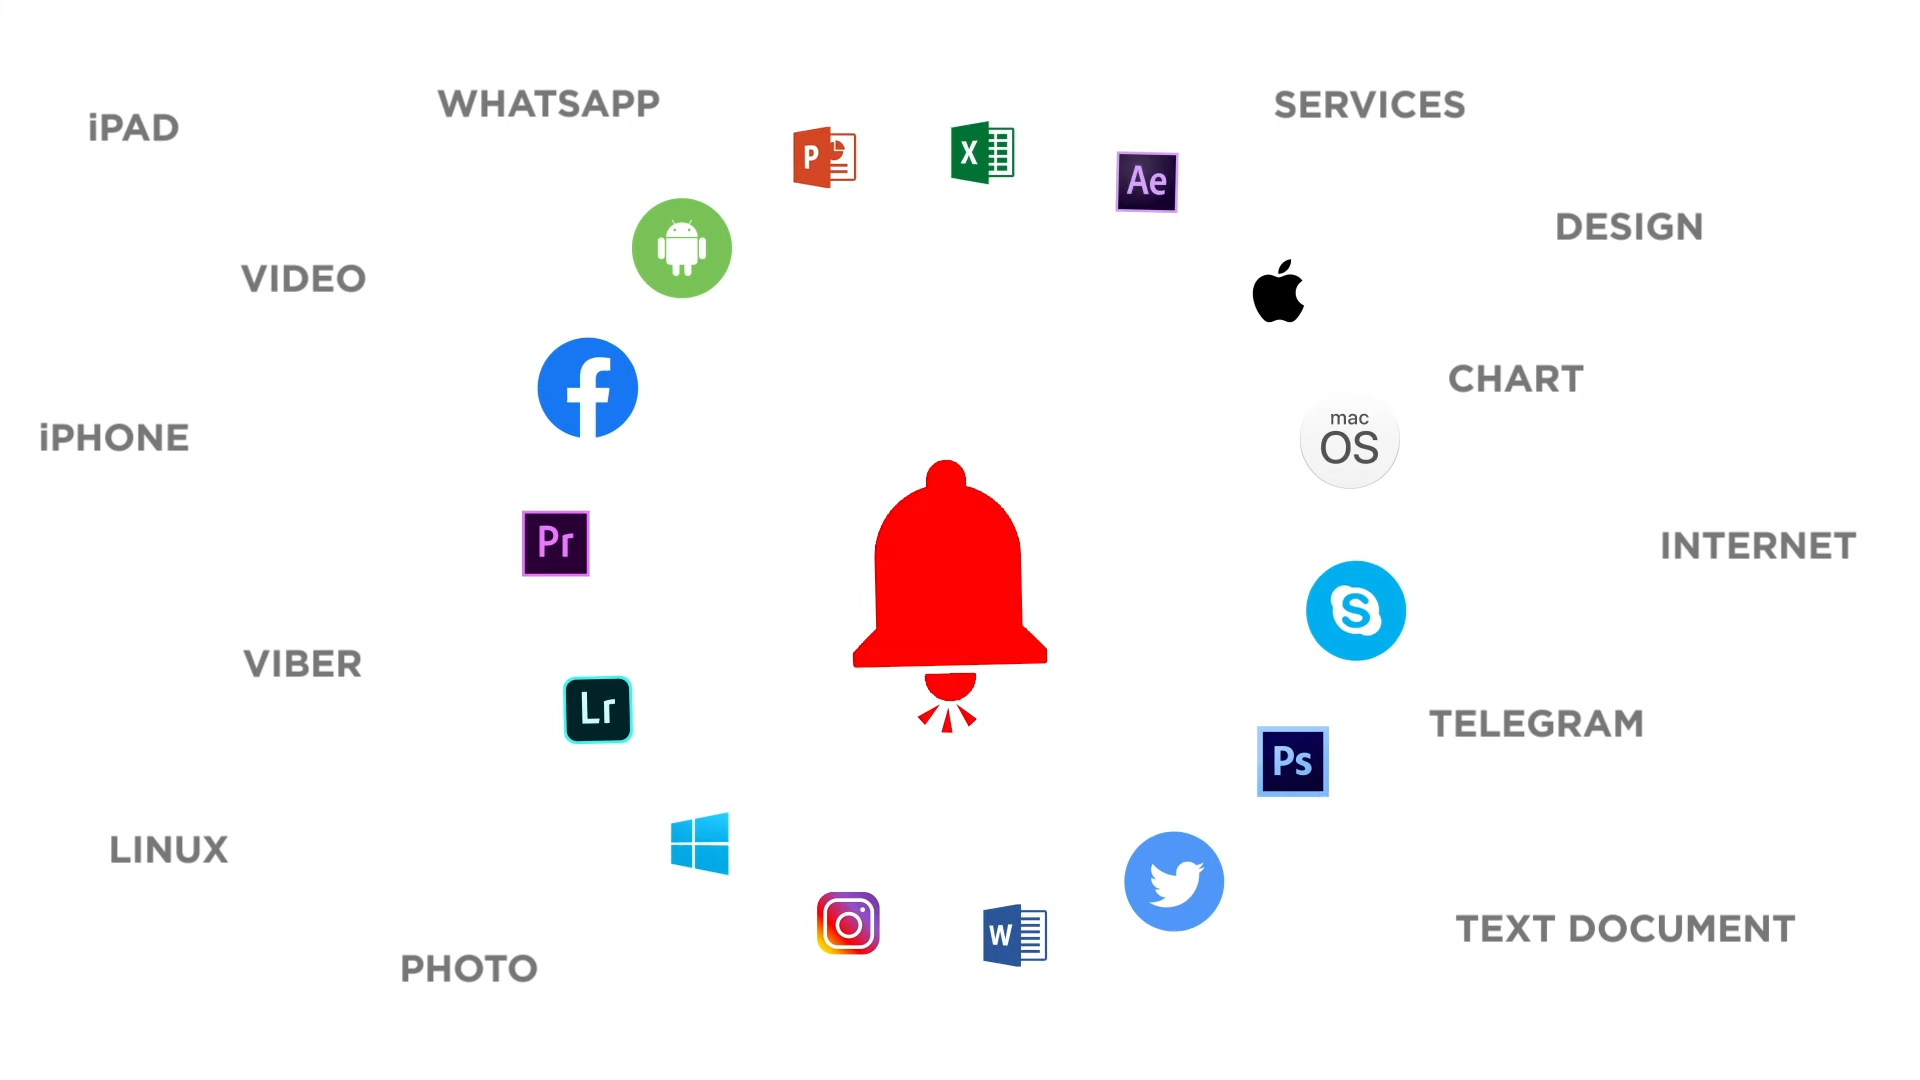 WHATSAPP
SERVICES
iPAD
P
X
Ae
DESIGN
VIDEO
CHART
mac
OS
iPHONE
Pr
INTERNET
S
VIBER
Lr
TELEGRAM
Ps
LINUX
W
TEXT DOCUMENT
PHOTO